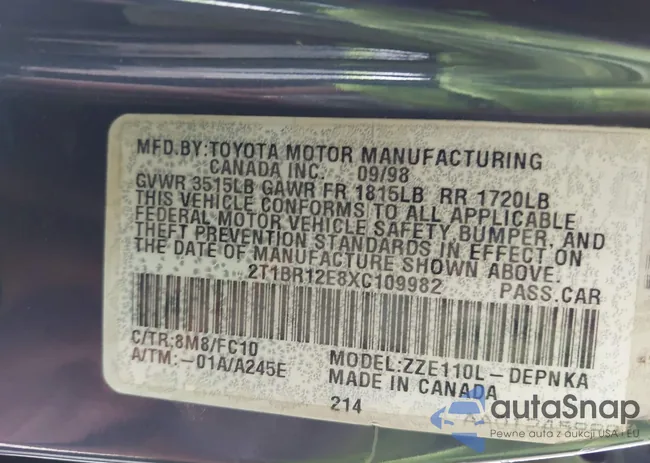 MFD.BY:TOYOTA MOTOR MANUFACTURING
CANADA INC. 09/98
GVWR 3515LB GAWR FR 1815LB RR 1720LB
THIS VEHICLE CONFORMS TO ALL APPLICABLE
FEDERAL MOTOR VEHICLE SAFETY, BUMPER, AND
THEFT PREVENTION STANDARDS IN EFFECT ON
THE DATE OF MANUFACTURE SHOWN ABOVE.
2T1BR12E8XC109982 PASS.CAR
C/TR:8M8/FC10
A/TM:-01A/A245E
MODEL:ZZE110L-DEPNKA
MADE IN CANADA
214
autaSnap
Pewne auta z aukcji USA i EU